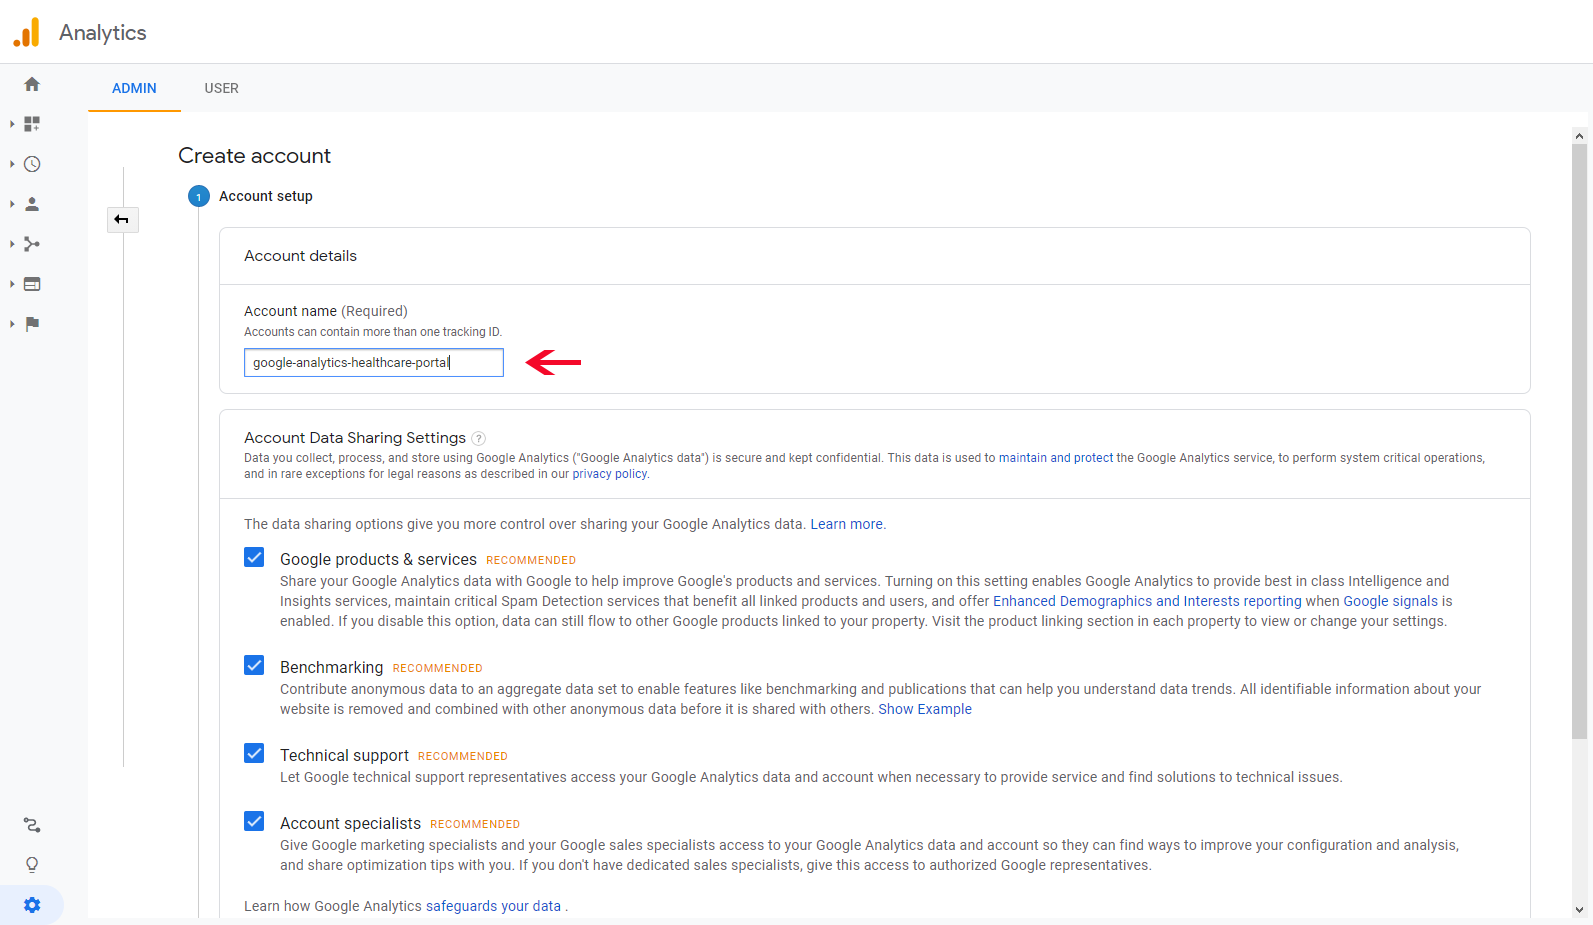 Analytics
ADMIN USER
Create account
1 Account setup
Account details
Account name (Required)
Accounts can contain more than one tracking ID.
google-analytics-healthcare-portal
Account Data Sharing Settings ?
Data you collect, process, and store using Google Analytics ("Google Analytics data") is secure and kept confidential. This data is used to maintain and protect the Google Analytics service, to perform system critical operations,
and in rare exceptions for legal reasons as described in our privacy policy.
The data sharing options give you more control over sharing your Google Analytics data. Learn more.
Google products & services RECOMMENDED
Share your Google Analytics data with Google to help improve Google's products and services. Turning on this setting enables Google Analytics to provide best in class Intelligence and
Insights services, maintain critical Spam Detection services that benefit all linked products and users, and offer Enhanced Demographics and Interests reporting when Google signals is
enabled. If you disable this option, data can still flow to other Google products linked to your property. Visit the product linking section in each property to view or change your settings.
Benchmarking RECOMMENDED
Contribute anonymous data to an aggregate data set to enable features like benchmarking and publications that can help you understand data trends. All identifiable information about your
website is removed and combined with other anonymous data before it is shared with others. Show Example
Technical support RECOMMENDED
Let Google technical support representatives access your Google Analytics data and account when necessary to provide service and find solutions to technical issues.
Account specialists RECOMMENDED
Give Google marketing specialists and your Google sales specialists access to your Google Analytics data and account so they can find ways to improve your configuration and analysis,
and share optimization tips with you. If you don't have dedicated sales specialists, give this access to authorized Google representatives.
Learn how Google Analytics safeguards your data .